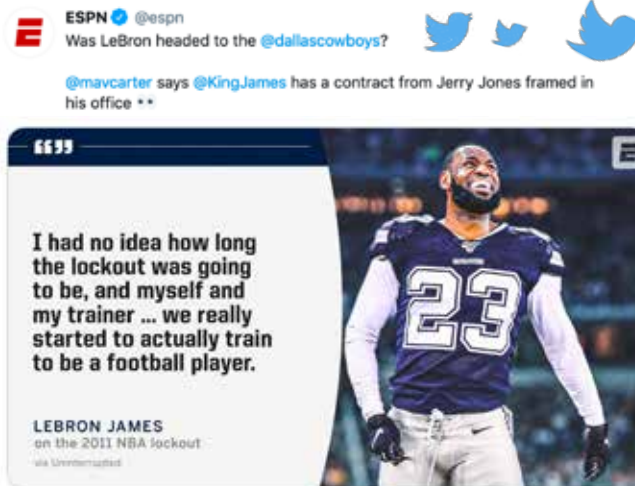 ESPN @espn
Was LeBron headed to the @dallascowboys?
@mavcarter says @KingJames has a contract from Jerry Jones framed in
his office
I had no idea how long
the lockout was going
to be, and myself and
my trainer ... we really
started to actually train
to be a football player.
LEBRON JAMES
on the 2011 NBA lockout
via Uninterrupted
23